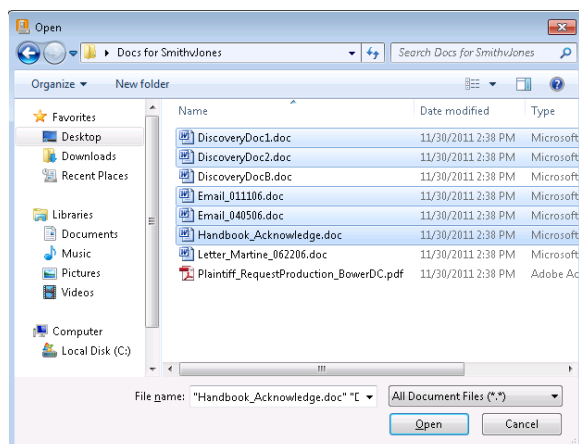 Open
Docs for SmithvJones
Search Docs for SmithvJones
Organize
New folder
Name
Date modified
Type
Favorites
Desktop
Downloads
Recent Places
Libraries
Documents
Music
Pictures
Videos
Computer
Local Disk (C:)
DiscoveryDoc1.doc 11/30/2011 2:38 PM Microsoft
DiscoveryDoc2.doc 11/30/2011 2:38 PM Microsoft
DiscoveryDocB.doc 11/30/2011 2:38 PM Microsoft
Email_011106.doc 11/30/2011 2:38 PM Microsoft
Email_040506.doc 11/30/2011 2:38 PM Microsoft
Handbook_Acknowledge.doc 11/30/2011 2:38 PM Microsoft
Letter_Martine_062206.doc 11/30/2011 2:38 PM Microsoft
Plaintiff_RequestProduction_BowerDC.pdf 11/30/2011 2:38 PM Adobe Ac
File name: "Handbook_Acknowledge.doc" "D
All Document Files (*.*)
Open
Cancel